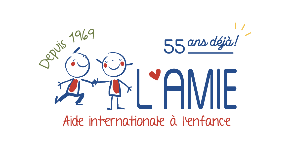 Depuis 1969
55 ans déjà!
L'AMIE
Aide internationale à l'enfance